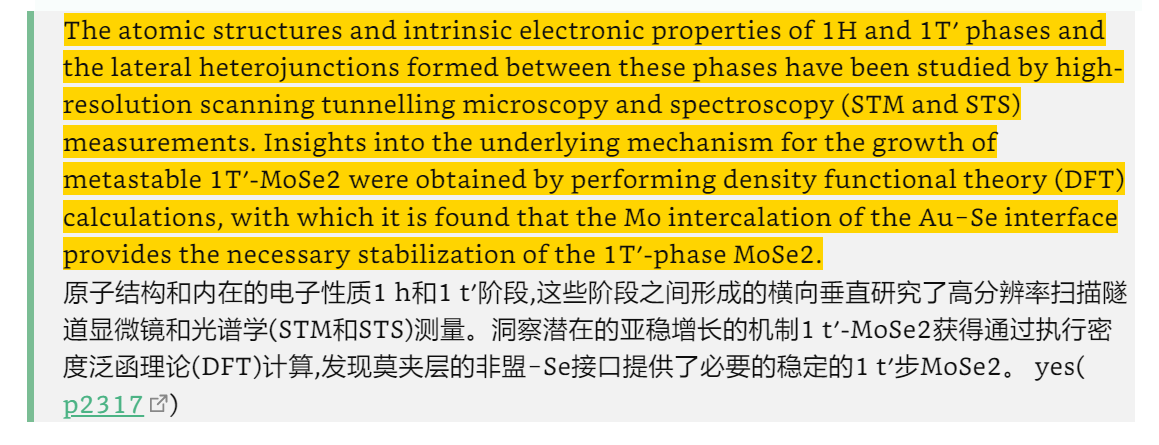 The atomic structures and intrinsic electronic properties of 1H and 1T′ phases and
the lateral heterojunctions formed between these phases have been studied by high-
resolution scanning tunnelling microscopy and spectroscopy (STM and STS)
measurements. Insights into the underlying mechanism for the growth of
metastable 1T′-MoSe2 were obtained by performing density functional theory (DFT)
calculations, with which it is found that the Mo intercalation of the Au−Se interface
provides the necessary stabilization of the 1T′-phase MoSe2.
原子结构和内在的电子性质1 h和1 t′阶段,这些阶段之间形成的横向垂直研究了高分辨率扫描隧
道显微镜和光谱学(STM和STS)测量。洞察潜在的亚稳增长的机制1 t′-MoSe2获得通过执行密
度泛函理论(DFT)计算,发现莫夹层的非盟−Se接口提供了必要的稳定的1 t′步MoSe2。 yes(
p2317)